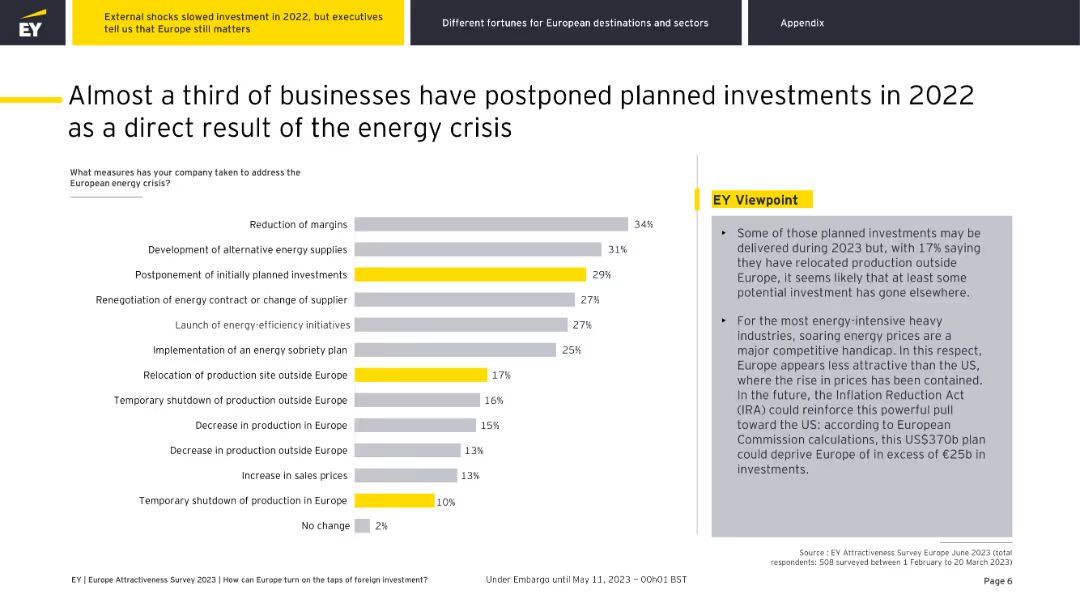 EY
External shocks slowed investment in 2022, but executives
tell us that Europe still matters
Different fortunes for European destinations and sectors
Appendix
Almost a third of businesses have postponed planned investments in 2022
as a direct result of the energy crisis
What measures has your company taken to address the
European energy crisis?
Reduction of margins 34%
Development of alternative energy supplies 31%
Postponement of initially planned investments 29%
Renegotiation of energy contract or change of supplier 27%
Launch of energy-efficiency initiatives 27%
Implementation of an energy sobriety plan 25%
Relocation of production site outside Europe 17%
Temporary shutdown of production outside Europe 16%
Decrease in production in Europe 15%
Decrease in production outside Europe 13%
Increase in sales prices 13%
Temporary shutdown of production in Europe 10%
No change 2%
EY Viewpoint
‣ Some of those planned investments may be
delivered during 2023 but, with 17% saying
they have relocated production outside
Europe, it seems likely that at least some
potential investment has gone elsewhere.
‣ For the most energy-intensive heavy
industries, soaring energy prices are a
major competitive handicap. In this respect,
Europe appears less attractive than the US,
where the rise in prices has been contained.
In the future, the Inflation Reduction Act
(IRA) could reinforce this powerful pull
toward the US: according to European
Commission calculations, this US$370b plan
could deprive Europe of in excess of €25b in
investments.
Source : EY Attractiveness Survey Europe June 2023 (total
respondents: 508 surveyed between 1 February to 20 March 2023)
EY | Europe Attractiveness Survey 2023 | How can Europe turn on the taps of foreign investment?
Under Embargo until May 11, 2023 – 00h01 BST
Page 6